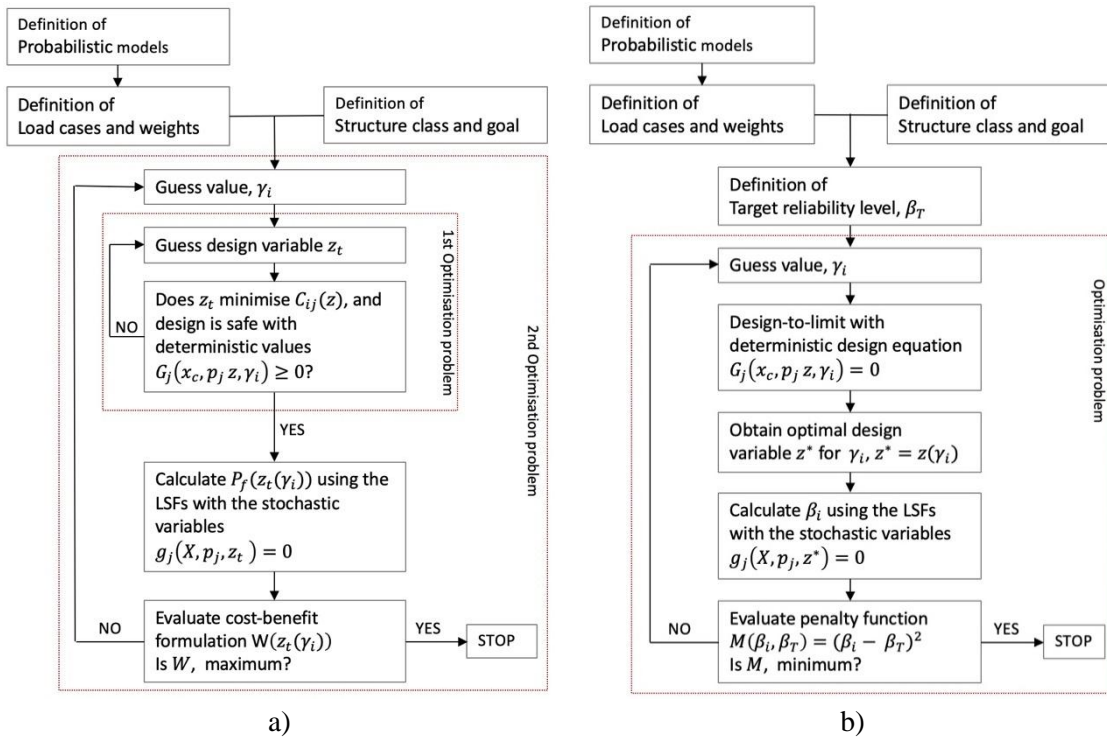 Definition of
Probabilistic models
Definition of
Load cases and weights
Definition of
Structure class and goal
Guess value, γᵢ
Guess design variable zₜ
Does zₜ minimise Cᵢⱼ(z), and
design is safe with
deterministic values
Gⱼ(x_c, pⱼ z, γᵢ) ≥ 0?
NO
1st Optimisation problem
YES
Calculate P_f(zₜ(γᵢ)) using the
LSFs with the stochastic
variables
gⱼ(X, pⱼ, zₜ ) = 0
Evaluate cost-benefit
formulation W(zₜ(γᵢ))
Is W, maximum?
NO
YES
STOP
2nd Optimisation problem
a)
Definition of
Probabilistic models
Definition of
Load cases and weights
Definition of
Structure class and goal
Definition of
Target reliability level, β_T
Guess value, γᵢ
Design-to-limit with
deterministic design equation
Gⱼ(x_c, pⱼ z, γᵢ) = 0
Obtain optimal design
variable z* for γᵢ, z* = z(γᵢ)
Calculate βᵢ using the LSFs
with the stochastic variables
gⱼ(X, pⱼ, z*) = 0
Evaluate penalty function
M(βᵢ, β_T) = (βᵢ − β_T)²
Is M, minimum?
NO
YES
STOP
Optimisation problem
b)